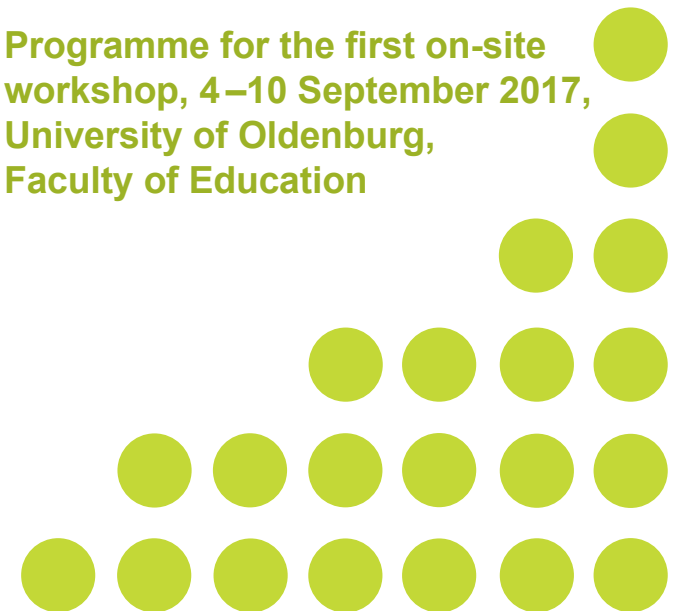 Programme for the first on-site
workshop, 4–10 September 2017,
University of Oldenburg,
Faculty of Education